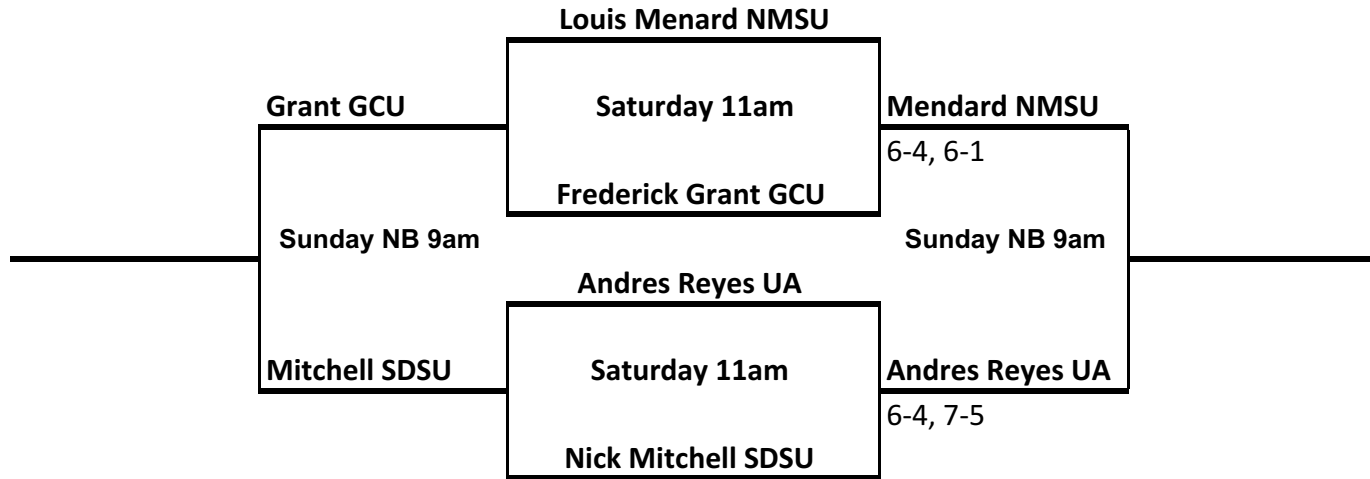 Louis Menard NMSU
Grant GCU
Saturday 11am
Mendard NMSU
6-4, 6-1
Frederick Grant GCU
Sunday NB 9am
Sunday NB 9am
Andres Reyes UA
Mitchell SDSU
Saturday 11am
Andres Reyes UA
6-4, 7-5
Nick Mitchell SDSU